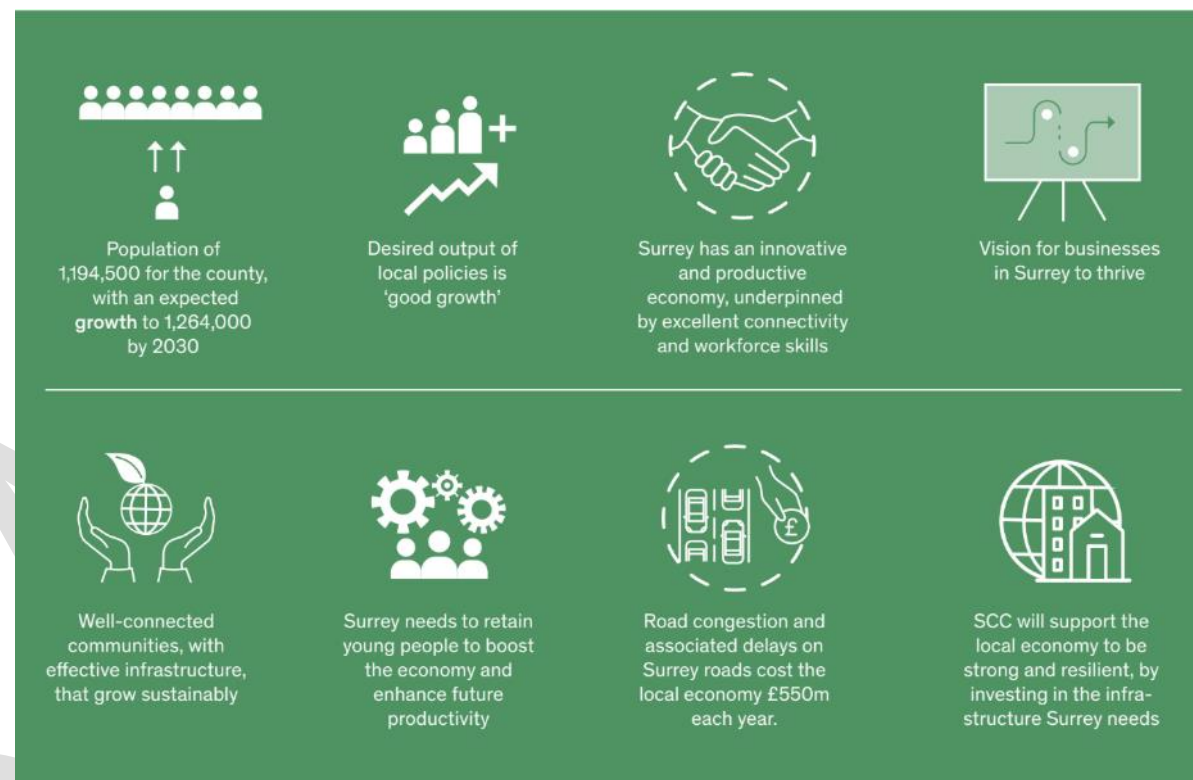 Population of
1,194,500 for the county,
with an expected
growth to 1,264,000
by 2030
Desired output of
local policies is
‘good growth’
Surrey has an innovative
and productive
economy, underpinned
by excellent connectivity
and workforce skills
Vision for businesses
in Surrey to thrive
Well-connected
communities, with
effective infrastructure,
that grow sustainably
Surrey needs to retain
young people to boost
the economy and
enhance future
productivity
£
Road congestion and
associated delays on
Surrey roads cost the
local economy £550m
each year.
SCC will support the
local economy to be
strong and resilient, by
investing in the infra-
structure Surrey needs